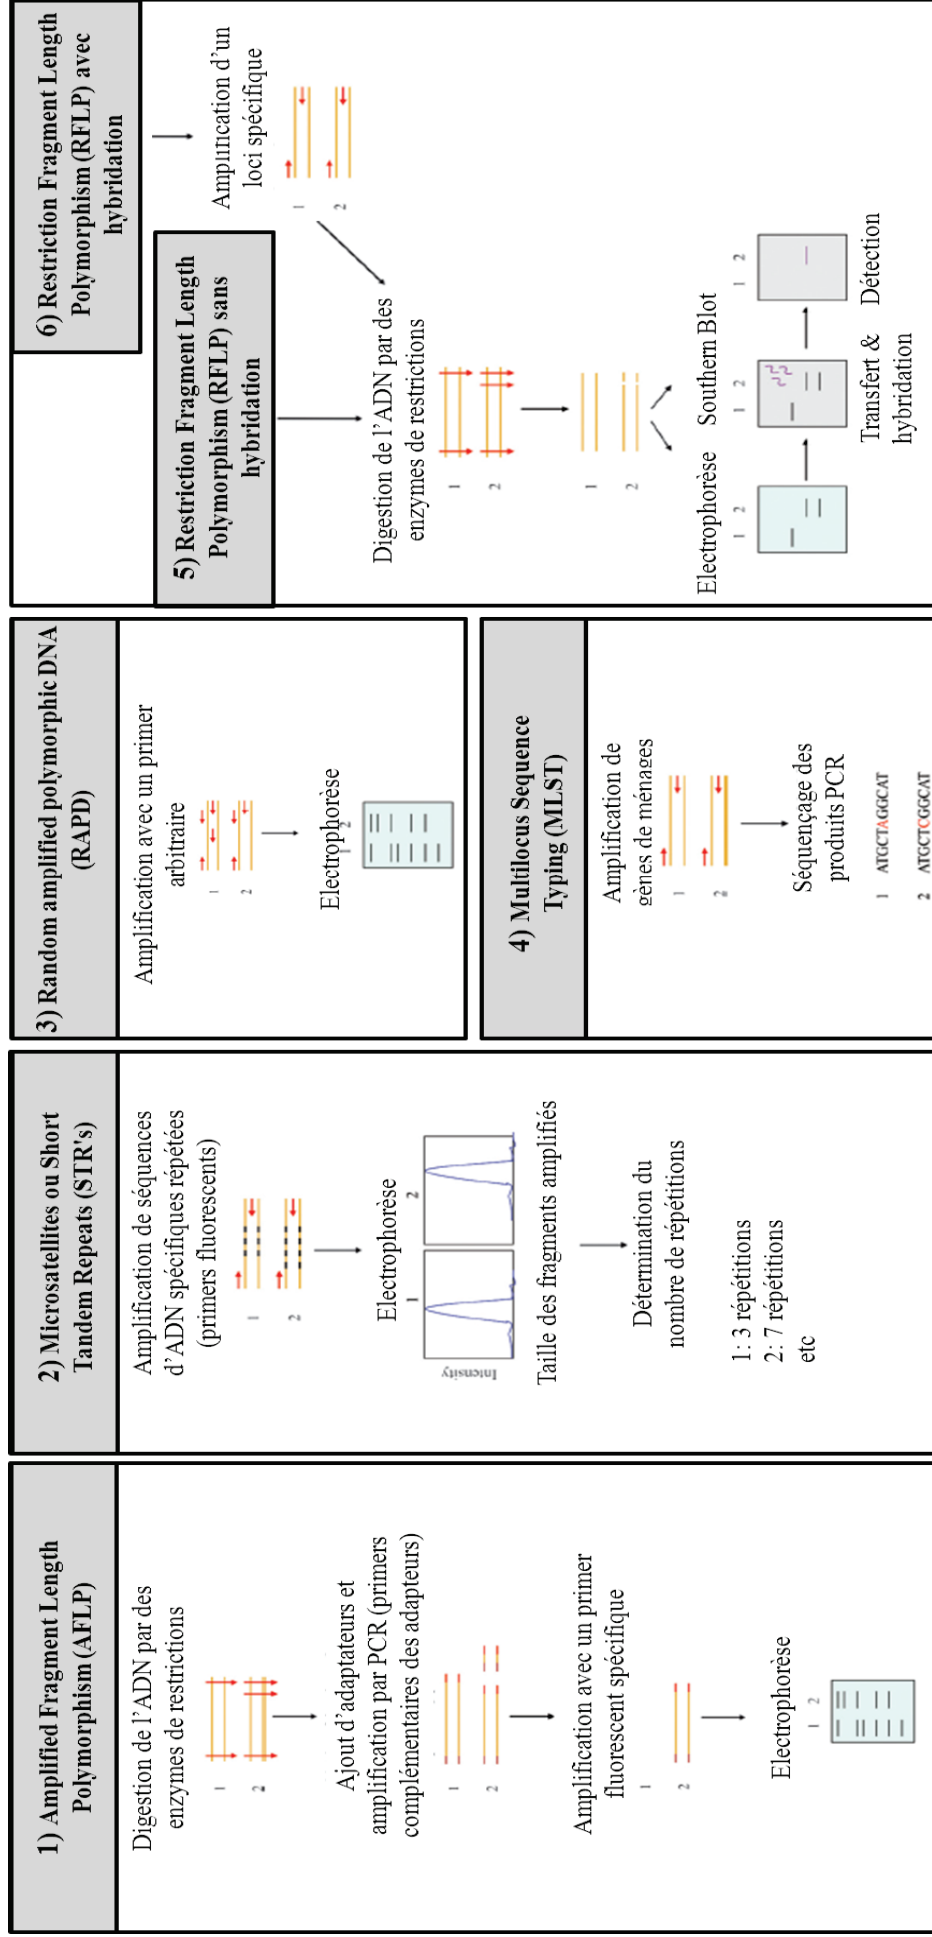 1) Amplified Fragment Length
Polymorphism (AFLP)
Digestion de l'ADN par des
enzymes de restrictions
1
2
Ajout d'adaptateurs et
amplification par PCR (primers
complémentaires des adapteurs)
1
2
Amplification avec un primer
fluorescent spécifique
1
2
Electrophorèse
1 2
2) Microsatellites ou Short
Tandem Repeats (STR's)
Amplification de séquences
d'ADN spécifiques répétées
(primers fluorescents)
1
2
Electrophorèse
1 2
Intensity
Taille des fragments amplifiés
Détermination du
nombre de répétitions
1: 3 répétitions
2: 7 répétitions
etc
3) Random amplified polymorphic DNA
(RAPD)
Amplification avec un primer
arbitraire
1
2
Electrophorèse
1 2
4) Multilocus Sequence
Typing (MLST)
Amplification de
gènes de ménages
1
2
Séquençage des
produits PCR
1 ATGCTAGGCAT
2 ATGCTCGGCAT
6) Restriction Fragment Length
Polymorphism (RFLP) avec
hybridation
Amplification d'un
loci spécifique
1
2
5) Restriction Fragment Length
Polymorphism (RFLP) sans
hybridation
Digestion de l'ADN par des
enzymes de restrictions
1
2
1
2
Electrophorèse Southern Blot
1 2
1 2
1 2
Transfert &
hybridation
Détection